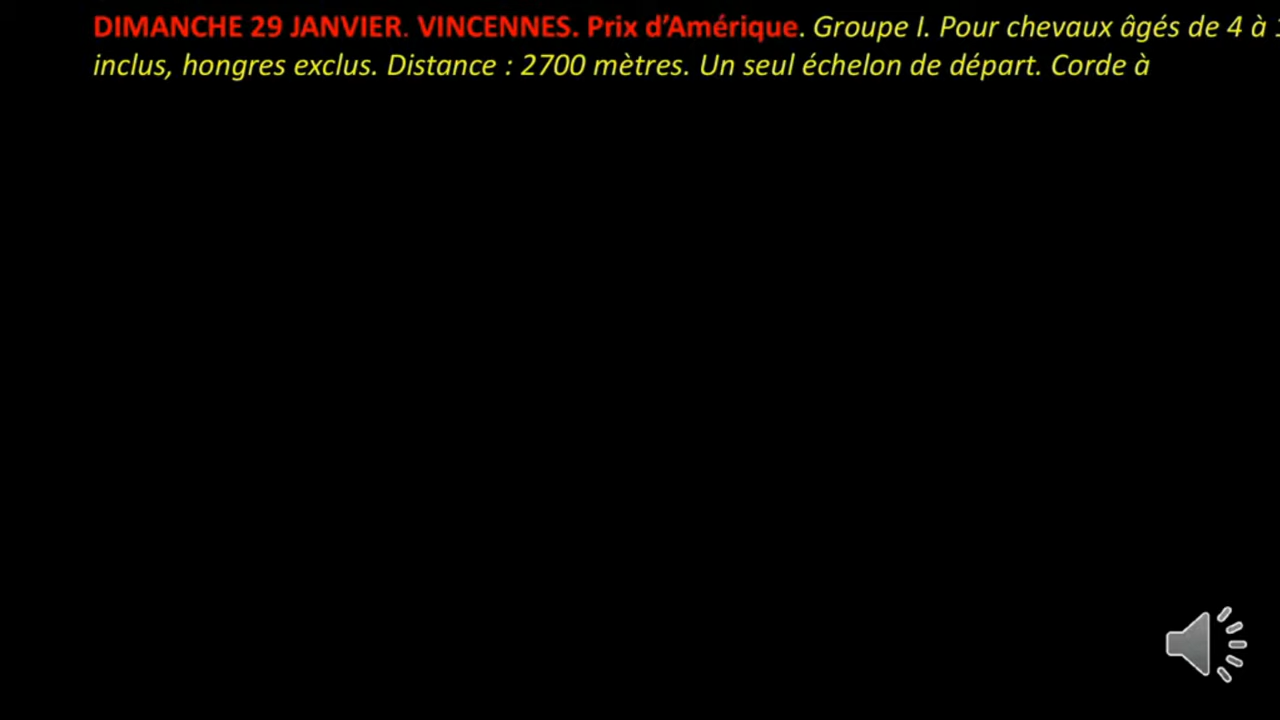 DIMANCHE 29 JANVIER. VINCENNES. Prix d’Amérique. Groupe I. Pour chevaux âgés de 4 à
inclus, hongres exclus. Distance : 2700 mètres. Un seul échelon de départ. Corde à